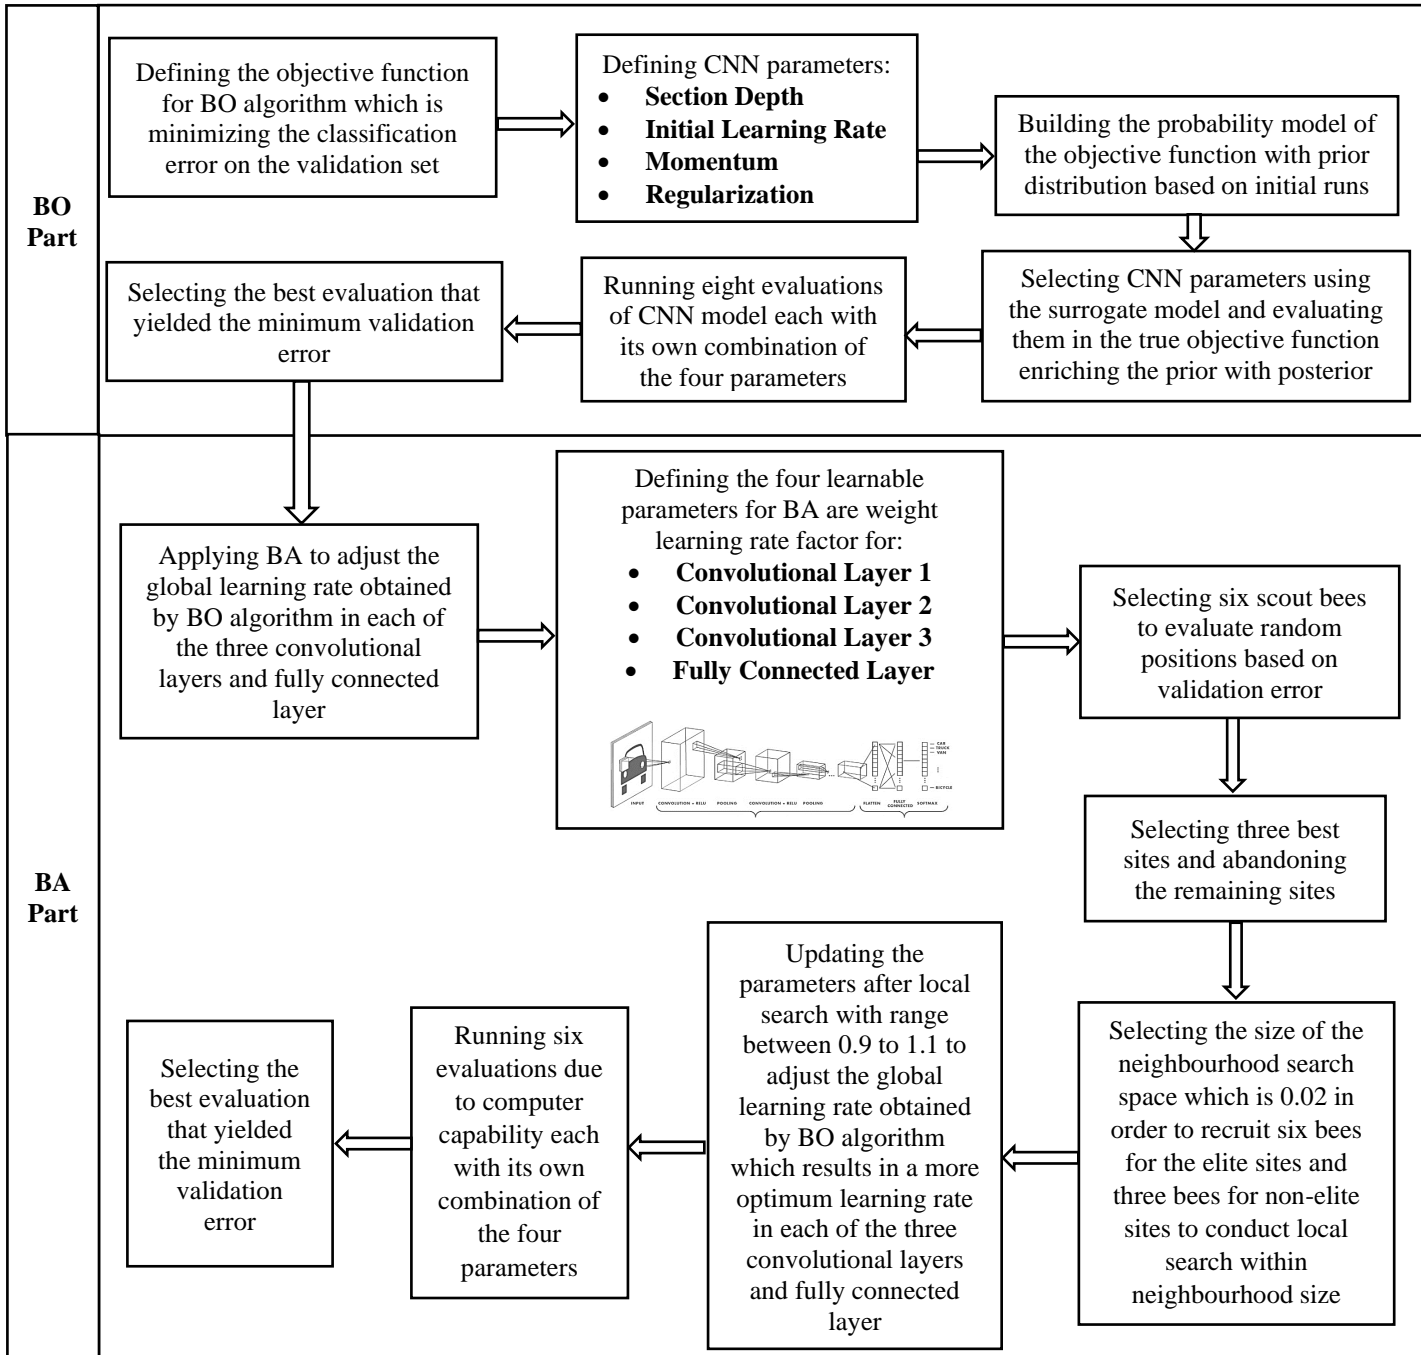 BO
Part
Defining the objective function
for BO algorithm which is
minimizing the classification
error on the validation set
Defining CNN parameters:
• Section Depth
• Initial Learning Rate
• Momentum
• Regularization
Building the probability model of
the objective function with prior
distribution based on initial runs
Selecting CNN parameters using
the surrogate model and evaluating
them in the true objective function
enriching the prior with posterior
Running eight evaluations
of CNN model each with
its own combination of
the four parameters
Selecting the best evaluation that
yielded the minimum validation
error
BA
Part
Applying BA to adjust the
global learning rate obtained
by BO algorithm in each of
the three convolutional
layers and fully connected
layer
Defining the four learnable
parameters for BA are weight
learning rate factor for:
• Convolutional Layer 1
• Convolutional Layer 2
• Convolutional Layer 3
• Fully Connected Layer
CAR
TRUCK
VAN
BICYCLE
INPUT
CONVOLUTION + RELU
POOLING
CONVOLUTION + RELU
POOLING
FLATTEN
FULLY
CONNECTED
SOFTMAX
Selecting six scout bees
to evaluate random
positions based on
validation error
Selecting three best
sites and abandoning
the remaining sites
Selecting the size of the
neighbourhood search
space which is 0.02 in
order to recruit six bees
for the elite sites and
three bees for non-elite
sites to conduct local
search within
neighbourhood size
Updating the
parameters after local
search with range
between 0.9 to 1.1 to
adjust the global
learning rate obtained
by BO algorithm
which results in a more
optimum learning rate
in each of the three
convolutional layers
and fully connected
layer
Running six
evaluations due
to computer
capability each
with its own
combination of
the four
parameters
Selecting the
best evaluation
that yielded
the minimum
validation
error